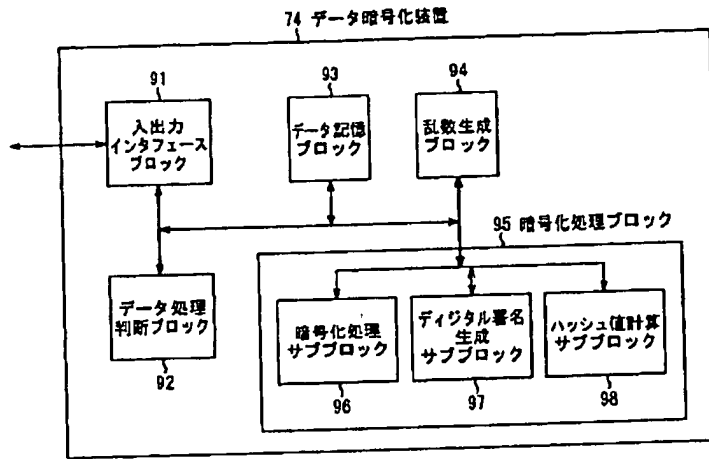 74 データ暗号化装置
91
入出力
インタフェース
ブロック
93
データ記憶
ブロック
94
乱数生成
ブロック
データ処理
判断ブロック
92
95 暗号化処理ブロック
暗号化処理
サブブロック
96
ディジタル署名
生成
サブブロック
97
ハッシュ値計算
サブブロック
98